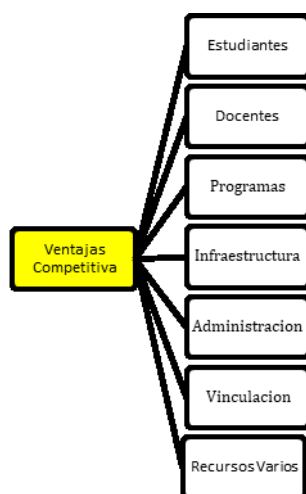 Estudiantes
Docentes
Programas
Ventajas
Competitiva
Infraestructura
Administracion
Vinculacion
Recursos Varios